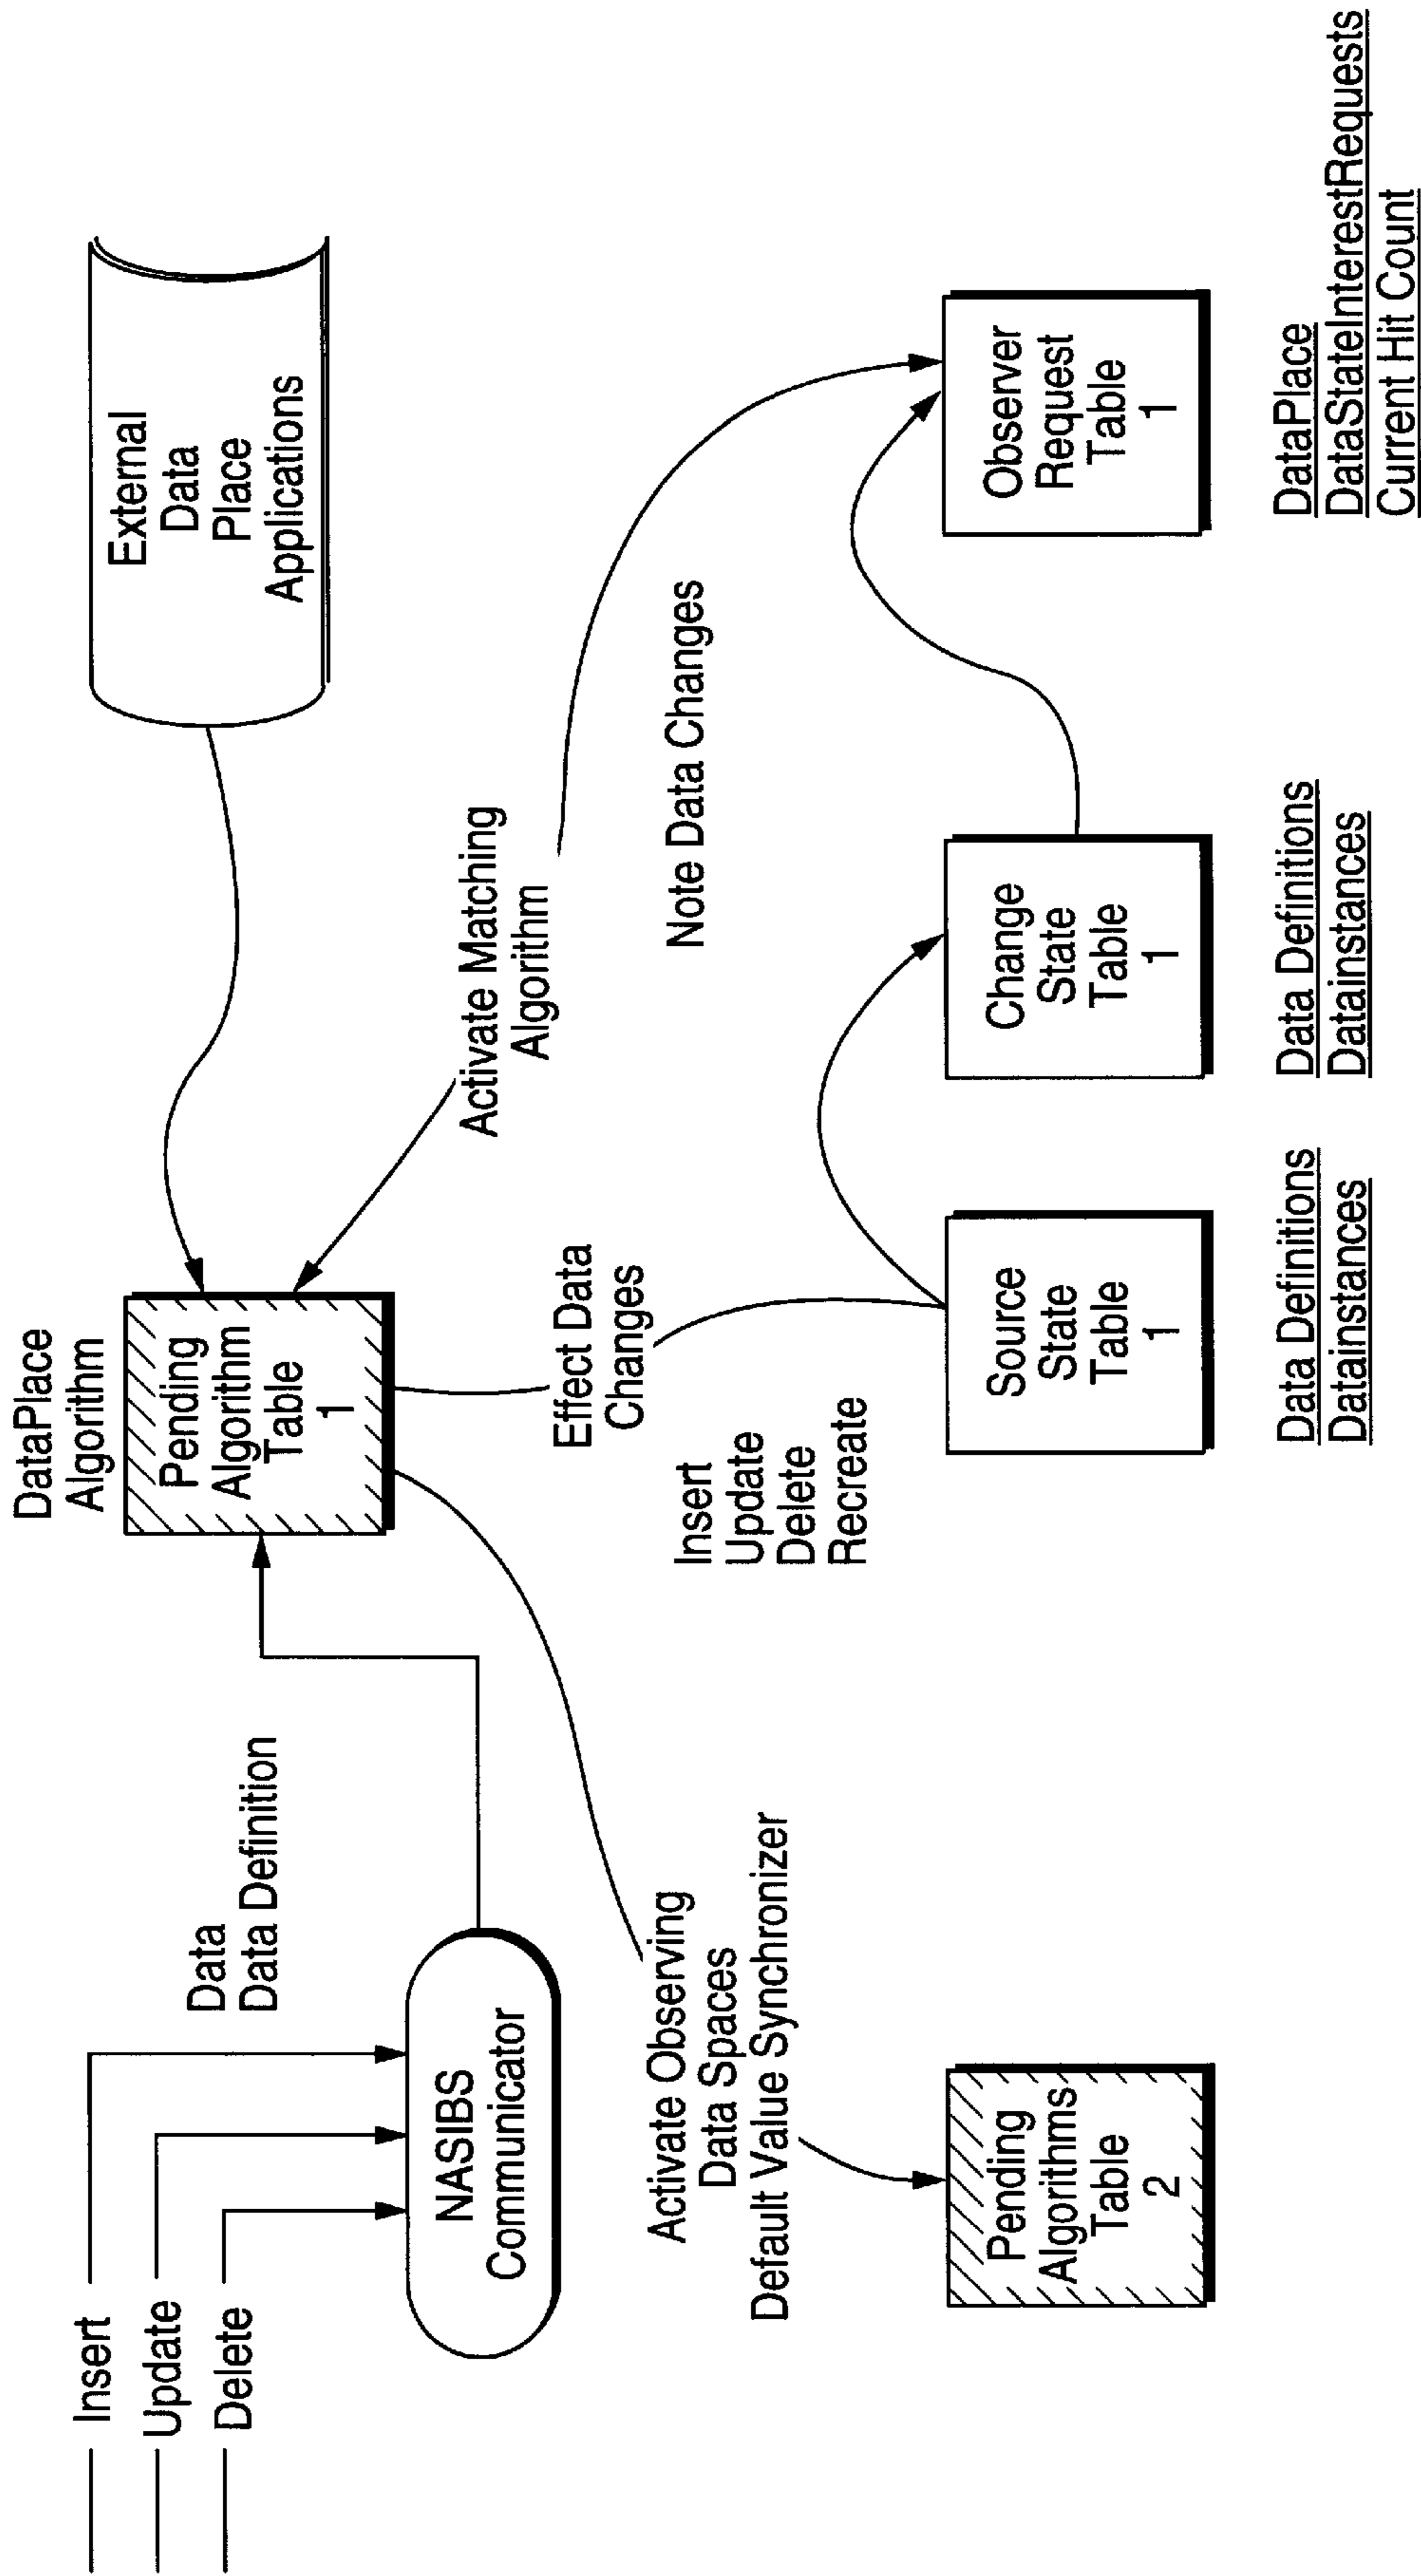 Insert
Update
Delete
Data
Data Definition
NASIBS
Communicator
DataPlace
Algorithm
Pending
Algorithm
Table
1
External
Data
Place
Applications
Activate Matching
Algorithm
Effect Data
Changes
Note Data Changes
Insert
Update
Delete
Recreate
Activate Observing
Data Spaces
Default Value Synchronizer
Pending
Algorithms
Table
2
Source
State
Table
1
Change
State
Table
1
Observer
Request
Table
1
Data Definitions
Datainstances
Data Definitions
Datainstances
DataPlace
DataStateInterestRequests
Current Hit Count